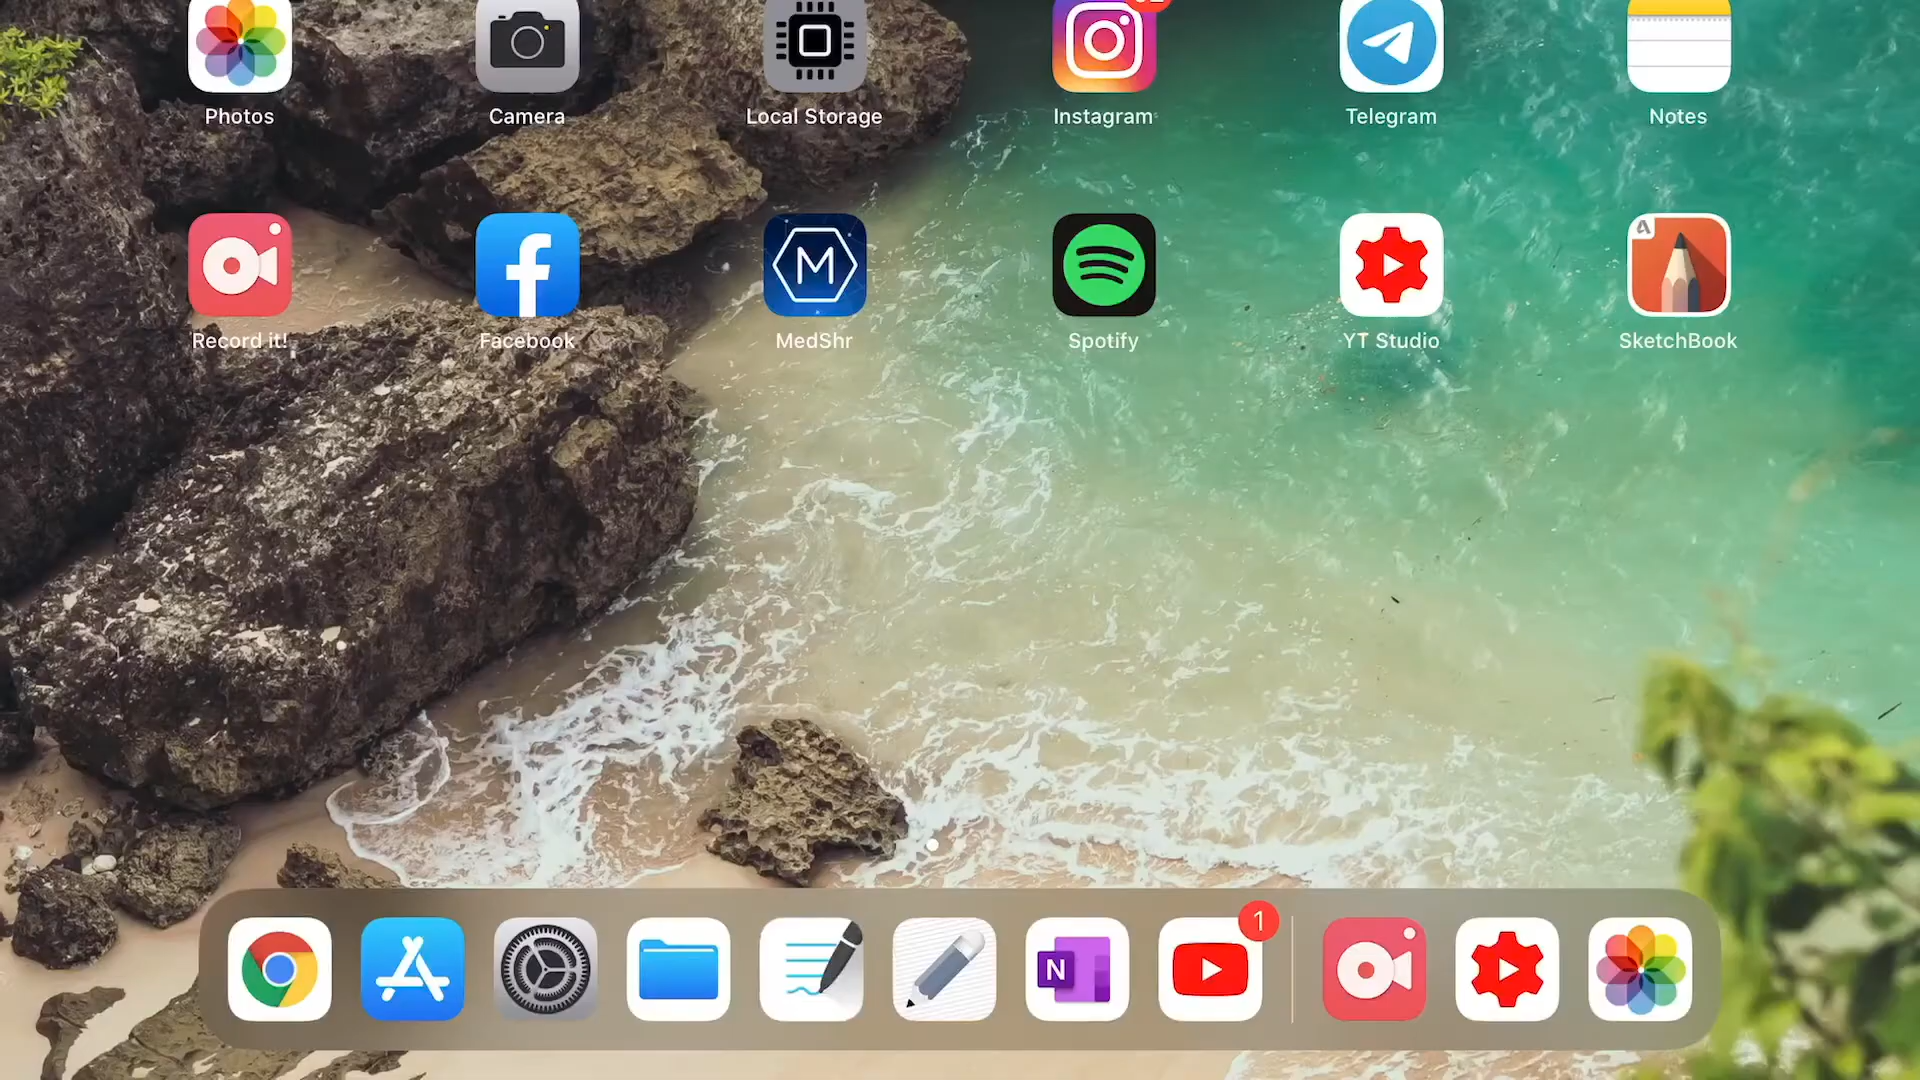 Photos
Camera
Local Storage
Instagram
Telegram
Notes
Record it!
Facebook
MedShr
Spotify
YT Studio
SketchBook
M
A
N
1